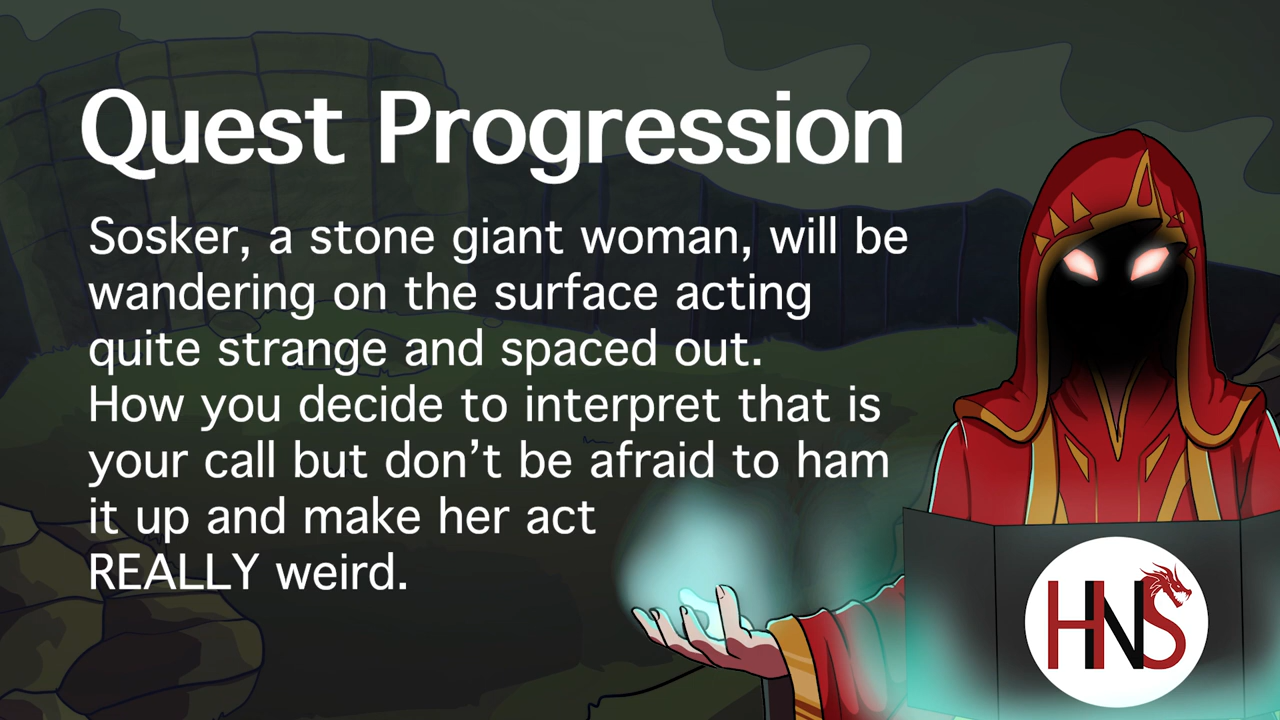 Quest Progression
Sosker, a stone giant woman, will be
wandering on the surface acting
quite strange and spaced out.
How you decide to interpret that is
your call but don’t be afraid to ham
it up and make her act
REALLY weird.
HNS